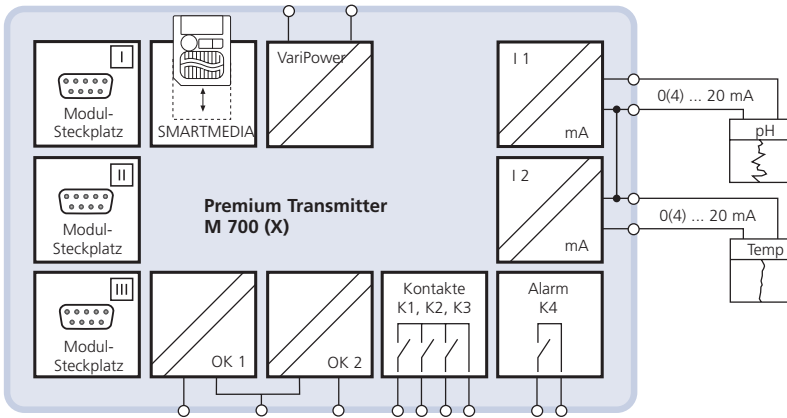 I
Modul-
Steckplatz
SMARTMEDIA
VariPower
I 1
mA
0(4) ... 20 mA
pH
II
Modul-
Steckplatz
Premium Transmitter
M 700 (X)
I 2
mA
0(4) ... 20 mA
Temp
III
Modul-
Steckplatz
OK 1
OK 2
Kontakte
K1, K2, K3
Alarm
K4